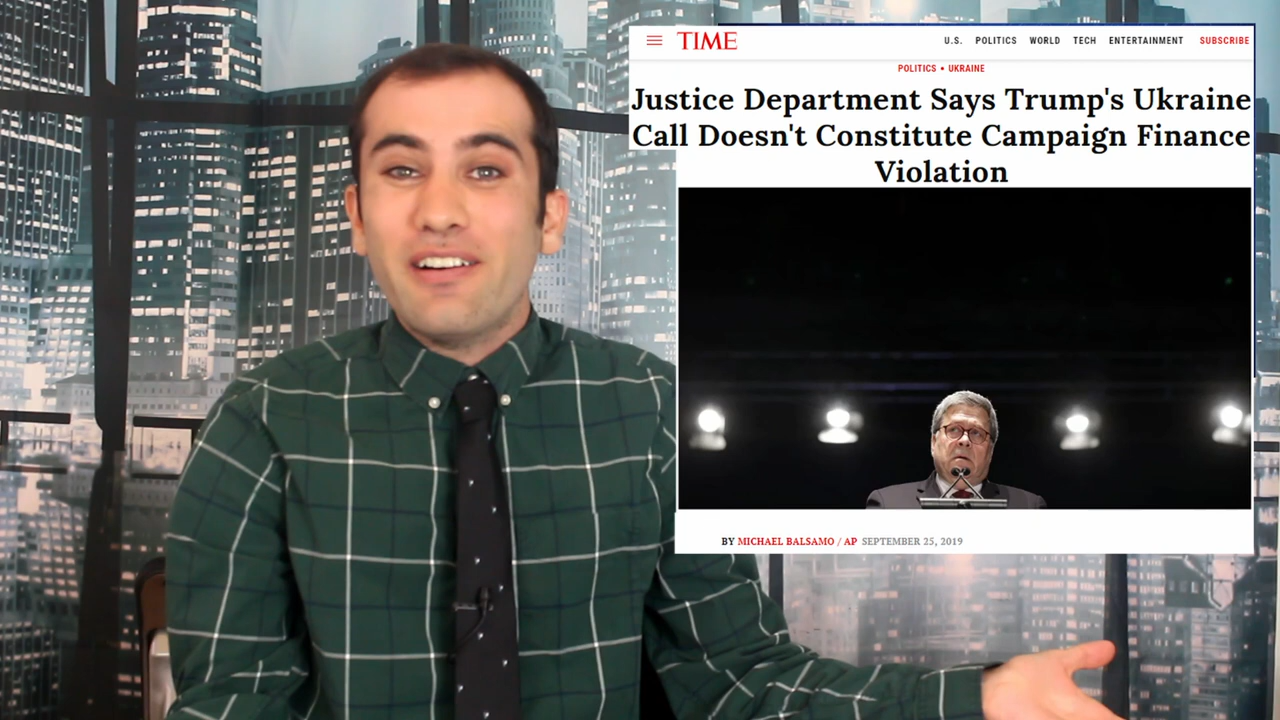 TIME
U.S. POLITICS WORLD TECH ENTERTAINMENT SUBSCRIBE
POLITICS • UKRAINE
Justice Department Says Trump's Ukraine
Call Doesn't Constitute Campaign Finance
Violation
BY MICHAEL BALSAMO / AP SEPTEMBER 25, 2019